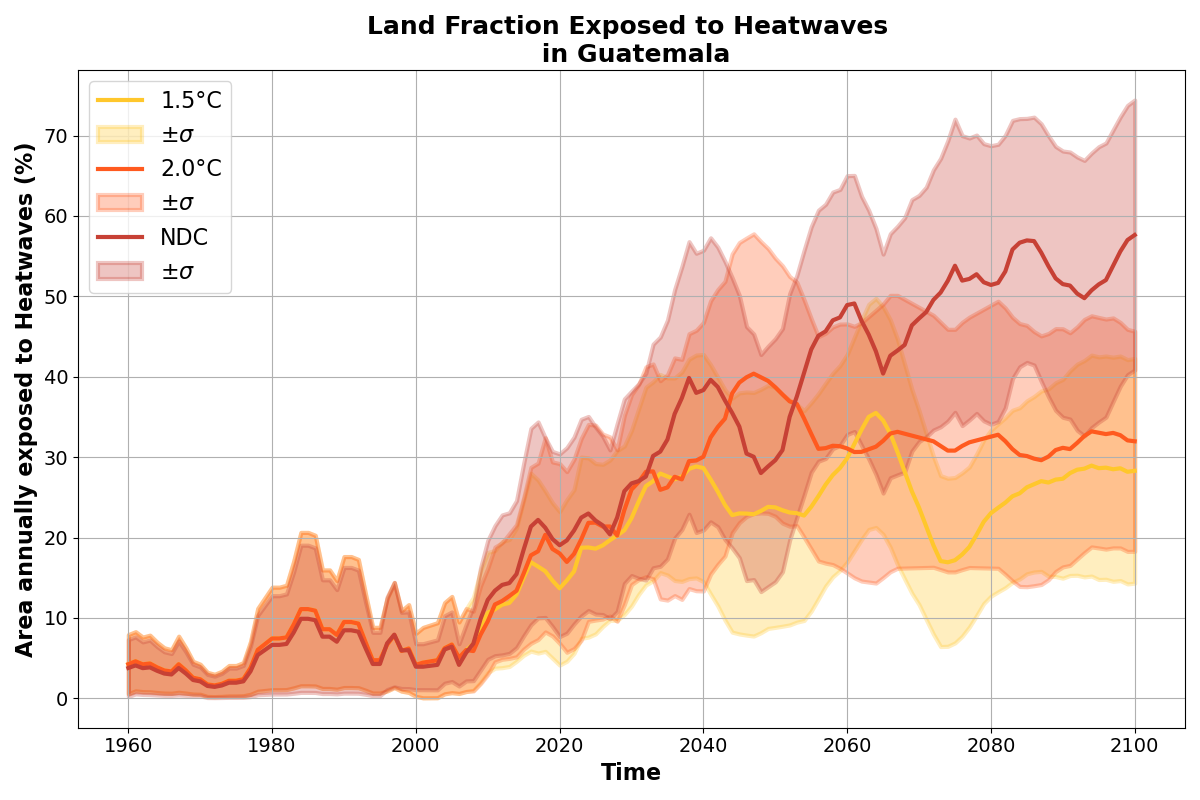 Land Fraction Exposed to Heatwaves
in Guatemala
1.5°C
±σ
2.0°C
±σ
NDC
±σ
Area annually exposed to Heatwaves (%)
70
60
50
40
30
20
10
0
1960
1980
2000
2020
2040
2060
2080
2100
Time